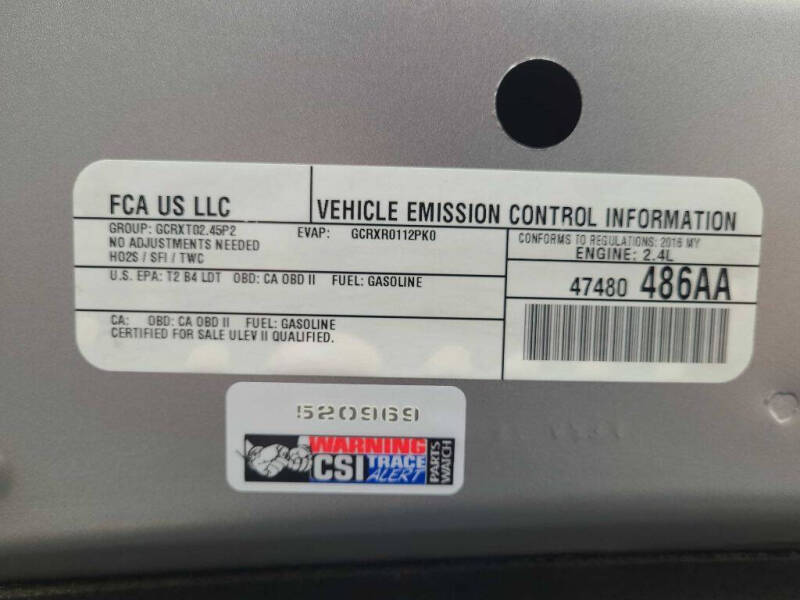 FCA US LLC
VEHICLE EMISSION CONTROL INFORMATION
GROUP: GCRXT02.45P2 EVAP: GCRXR0112PK0
NO ADJUSTMENTS NEEDED
HO2S / SFI / TWC
CONFORMS TO REGULATIONS: 2016 MY
ENGINE: 2.4L
U.S. EPA: T2 B4 LDT OBD: CA OBD II FUEL: GASOLINE
47480 486AA
CA: OBD: CA OBD II FUEL: GASOLINE
CERTIFIED FOR SALE ULEV II QUALIFIED.
520969
WARNING
CSI TRACE
ALERT
PARTS
WATCH